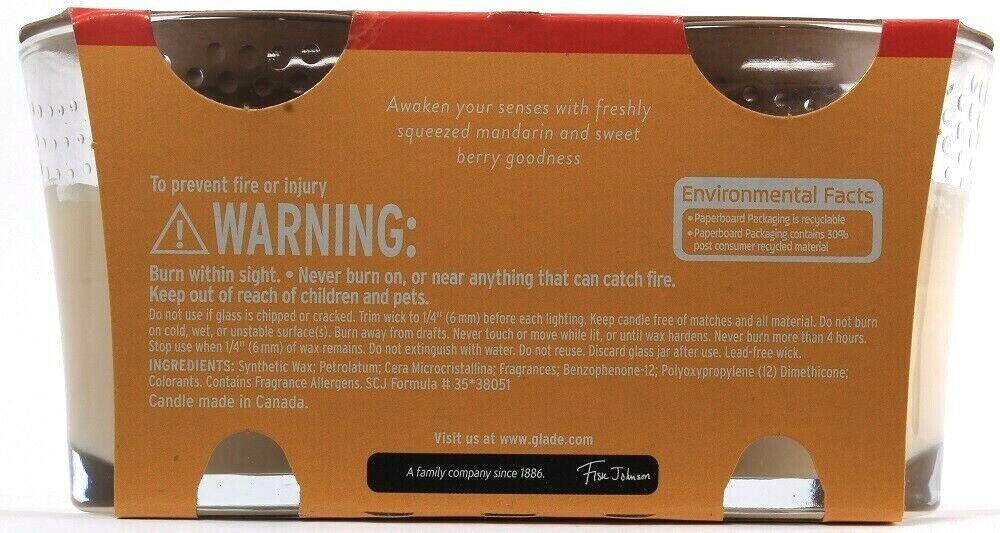 Awaken your senses with freshly
squeezed mandarin and sweet
berry goodness
To prevent fire or injury
WARNING:
Burn within sight. • Never burn on, or near anything that can catch fire.
Keep out of reach of children and pets.
Do not use if glass is chipped or cracked. Trim wick to 1/4" (6 mm) before each lighting. Keep candle free of matches and all material. Do not burn
on cold, wet, or unstable surface(s). Burn away from drafts. Never touch or move while lit, or until wax hardens. Never burn more than 4 hours.
Stop use when 1/4" (6 mm) of wax remains. Do not extinguish with water. Do not reuse. Discard glass jar after use. Lead-free wick.
INGREDIENTS: Synthetic Wax; Petrolatum; Cera Microcristallina; Fragrances; Benzophenone-12; Polyoxypropylene (12) Dimethicone;
Colorants. Contains Fragrance Allergens. SCJ Formula # 35*38051
Candle made in Canada.
Environmental Facts
• Paperboard Packaging is recyclable
• Paperboard Packaging contains 30%
post consumer recycled material
Visit us at www.glade.com
A family company since 1886. Fisk Johnson